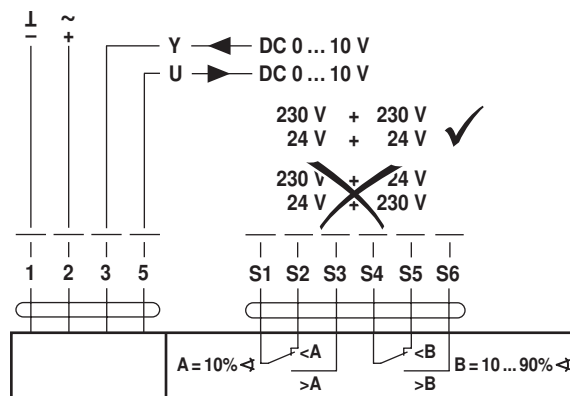 ⊥ ~
− +
Y DC 0 ... 10 V
U DC 0 ... 10 V
230 V + 230 V
24 V + 24 V
230 V + 24 V
24 V + 230 V
1 2 3 5 S1 S2 S3 S4 S5 S6
A = 10% <A >A <B >B B = 10 ... 90%